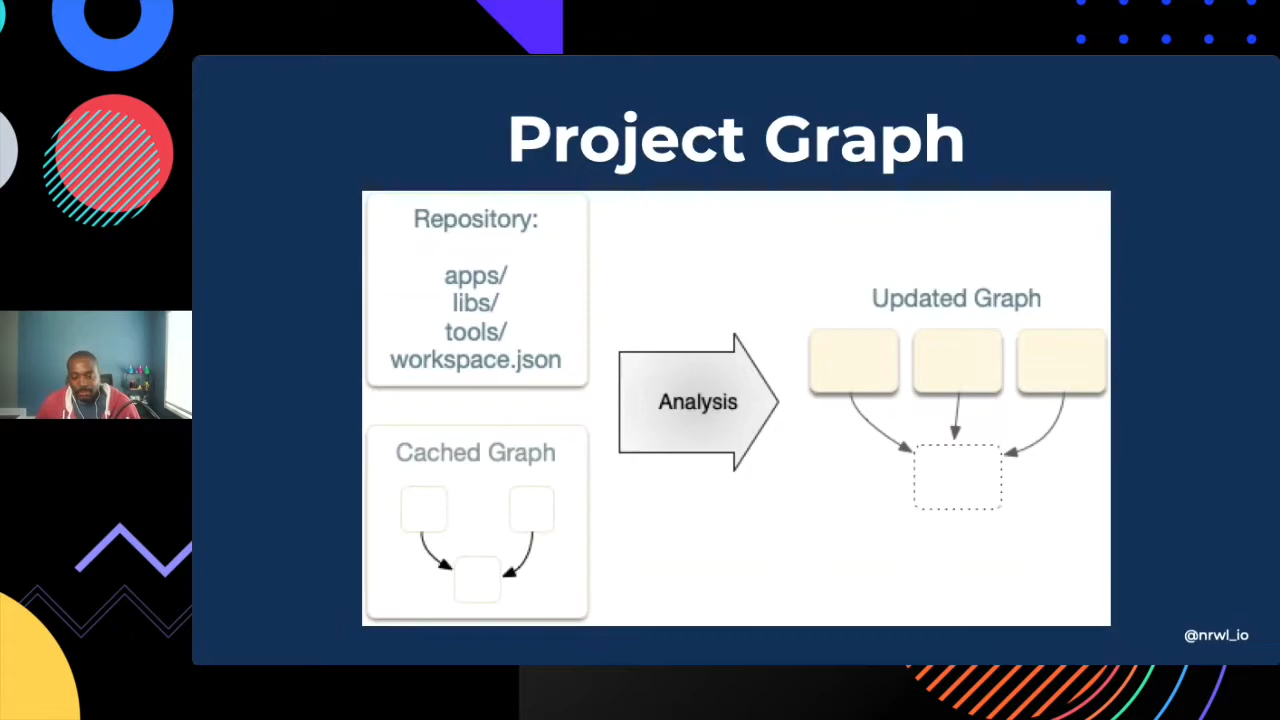 Project Graph
Repository:
apps/
libs/
tools/
workspace.json
Cached Graph
Analysis
Updated Graph
@nrwl_io